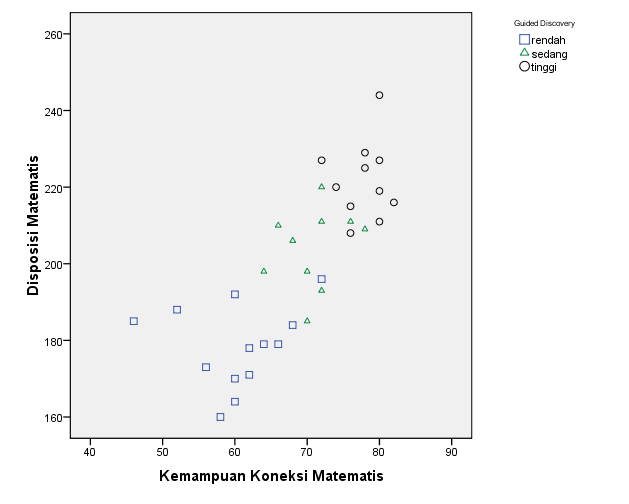 Guided Discovery
rendah
sedang
tinggi
260
240
220
200
180
160
Disposisi Matematis
40 50 60 70 80 90
Kemampuan Koneksi Matematis